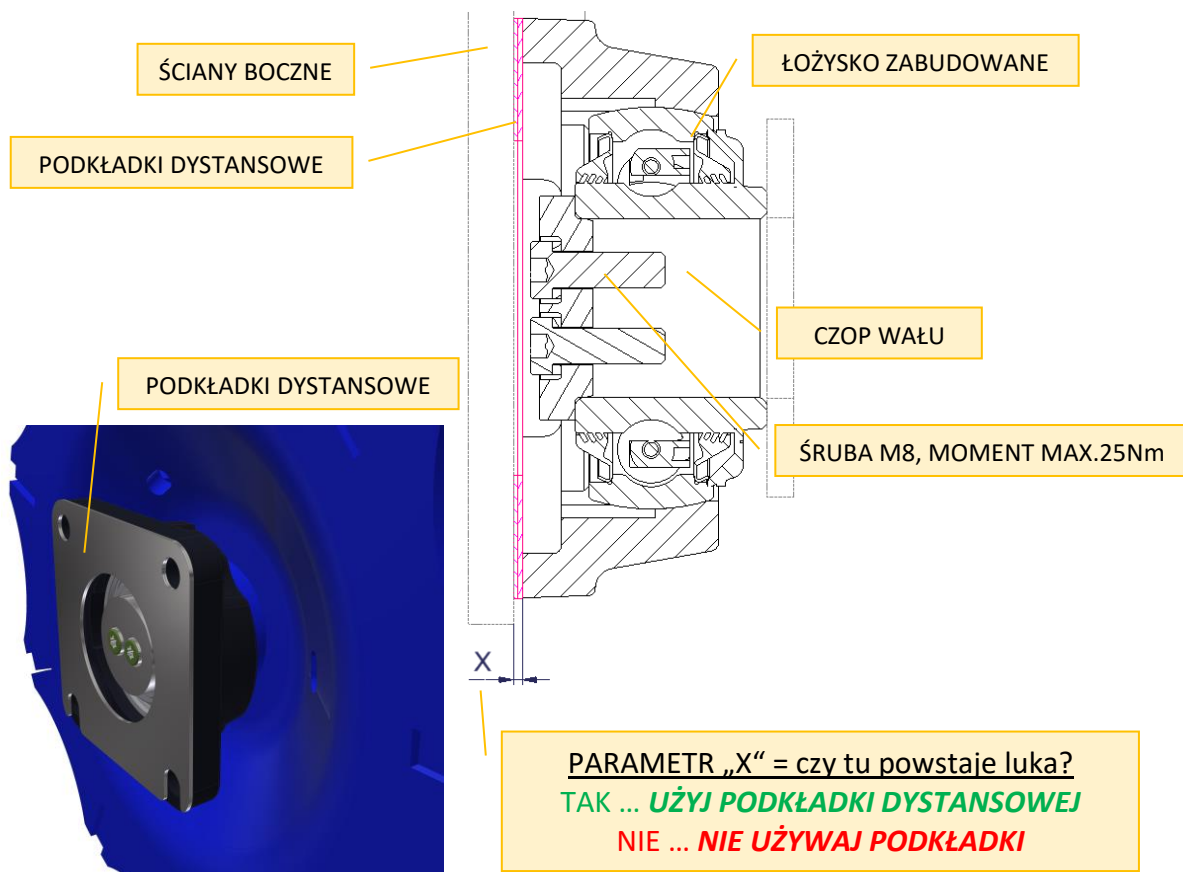 ŚCIANY BOCZNE
ŁOŻYSKO ZABUDOWANE
PODKŁADKI DYSTANSOWE
CZOP WAŁU
PODKŁADKI DYSTANSOWE
ŚRUBA M8, MOMENT MAX.25Nm
X
PARAMETR „X“ = czy tu powstaje luka?
TAK ... UŻYJ PODKŁADKI DYSTANSOWEJ
NIE ... NIE UŻYWAJ PODKŁADKI